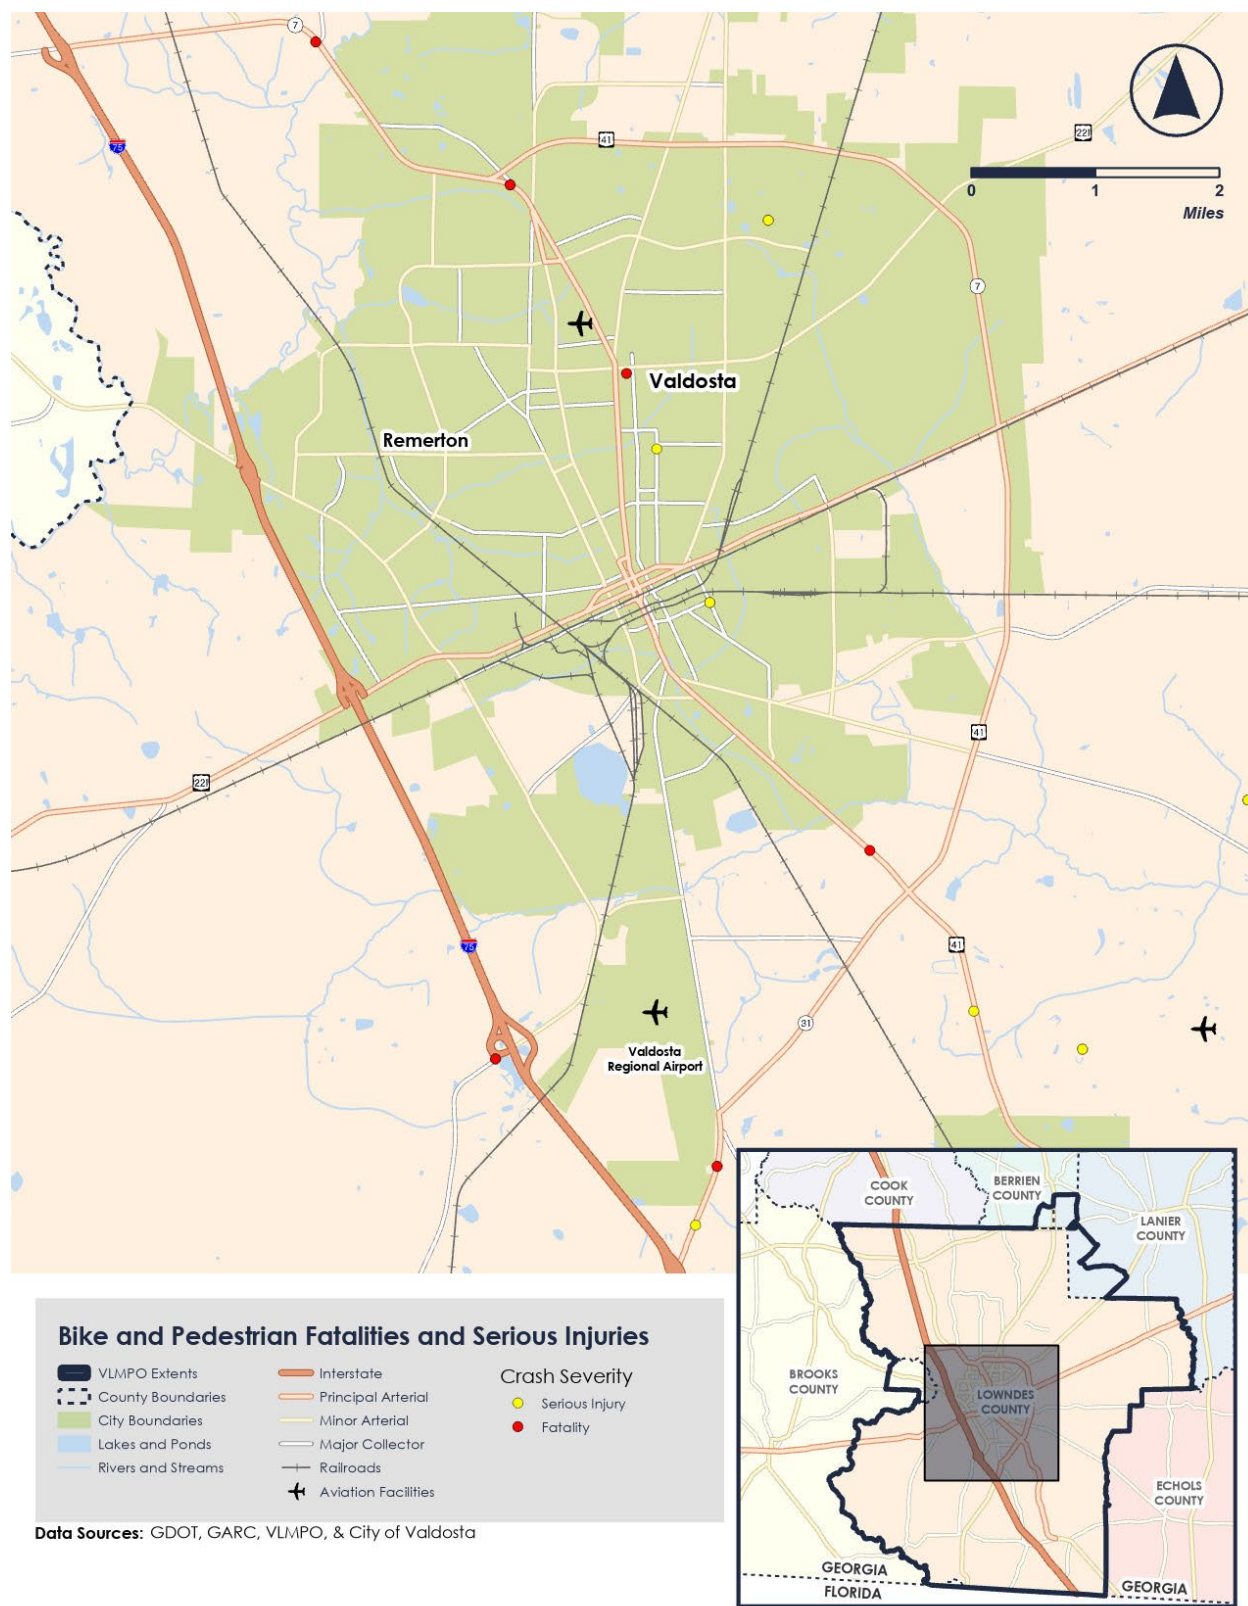 7
75
41
221
0 1 2
Miles
7
Valdosta
Remerton
221
41
75
41
31
Valdosta
Regional Airport
Bike and Pedestrian Fatalities and Serious Injuries
VLMPO Extents
County Boundaries
City Boundaries
Lakes and Ponds
Rivers and Streams
Interstate
Principal Arterial
Minor Arterial
Major Collector
Railroads
Aviation Facilities
Crash Severity
Serious Injury
Fatality
Data Sources: GDOT, GARC, VLMPO, & City of Valdosta
COOK
COUNTY
BERRIEN
COUNTY
LANIER
COUNTY
BROOKS
COUNTY
LOWNDES
COUNTY
ECHOLS
COUNTY
GEORGIA
FLORIDA
GEORGIA